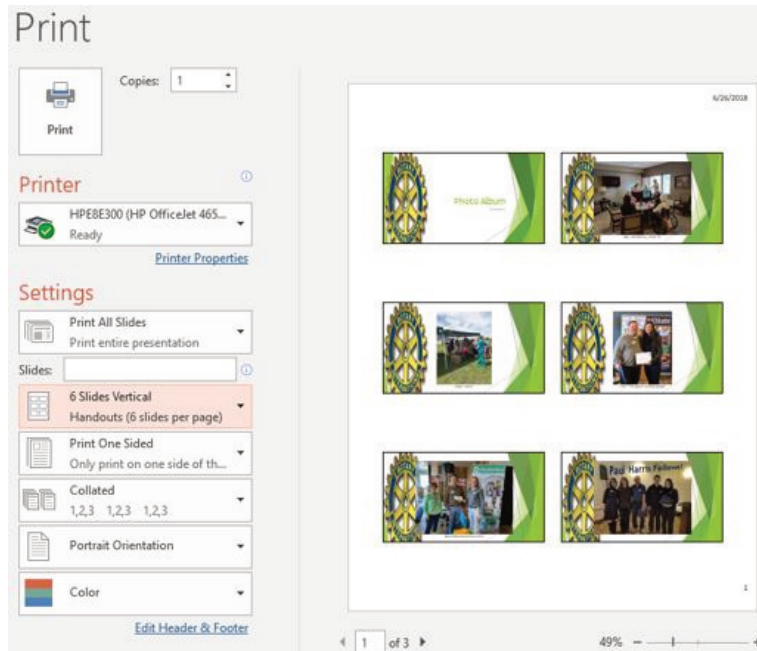 Print
Copies: 1
Print
Printer
HPE8E300 (HP OfficeJet 465...
Ready
Printer Properties
Settings
Print All Slides
Print entire presentation
Slides:
6 Slides Vertical
Handouts (6 slides per page)
Print One Sided
Only print on one side of th...
Collated
1,2,3 1,2,3 1,2,3
Portrait Orientation
Color
Edit Header & Footer
6/26/2018
Photo Album
Paul Harris Fellows!
1
1 of 3
49%